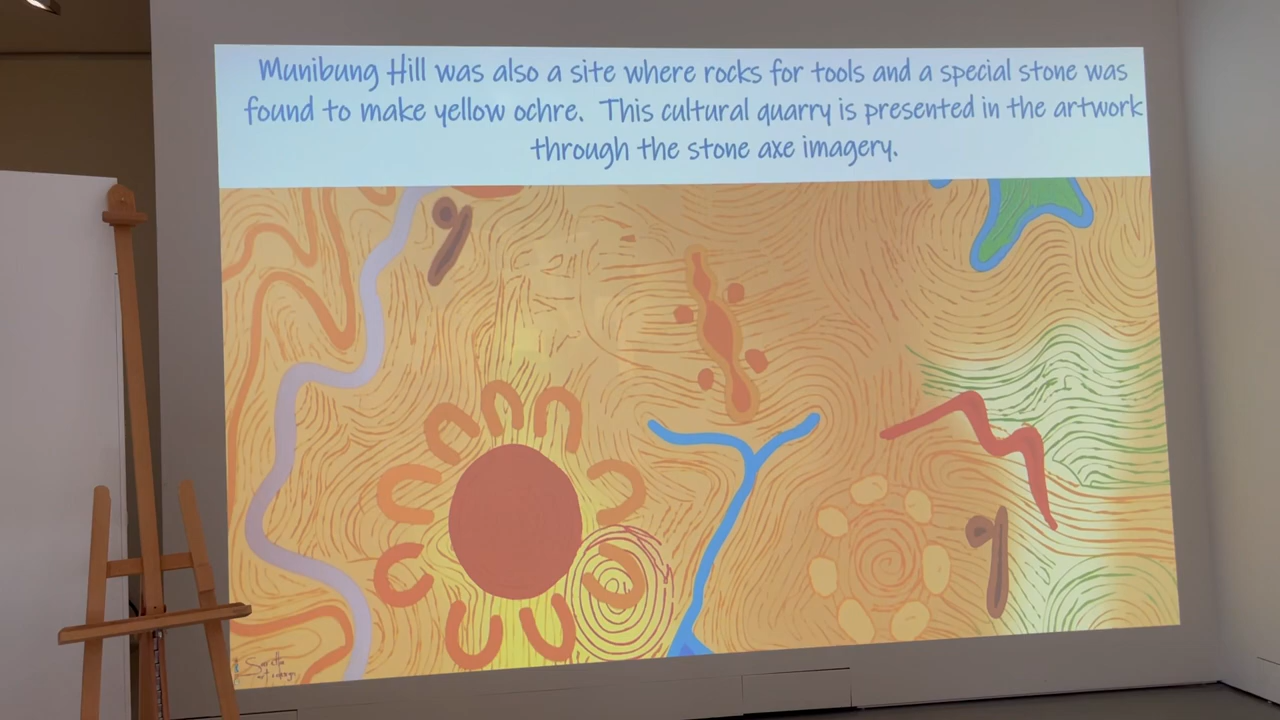 Munibung Hill was also a site where rocks for tools and a special stone was
found to make yellow ochre. This cultural quarry is presented in the artwork
through the stone axe imagery.